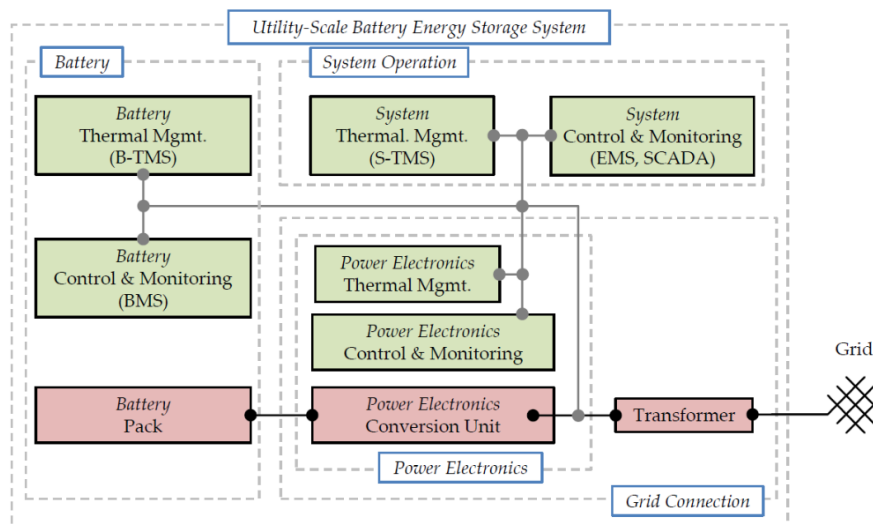 Utility-Scale Battery Energy Storage System
Battery
System Operation
Battery
Thermal Mgmt.
(B-TMS)
System
Thermal. Mgmt.
(S-TMS)
System
Control & Monitoring
(EMS, SCADA)
Battery
Control & Monitoring
(BMS)
Power Electronics
Thermal Mgmt.
Power Electronics
Control & Monitoring
Grid
Battery
Pack
Power Electronics
Conversion Unit
Transformer
Power Electronics
Grid Connection